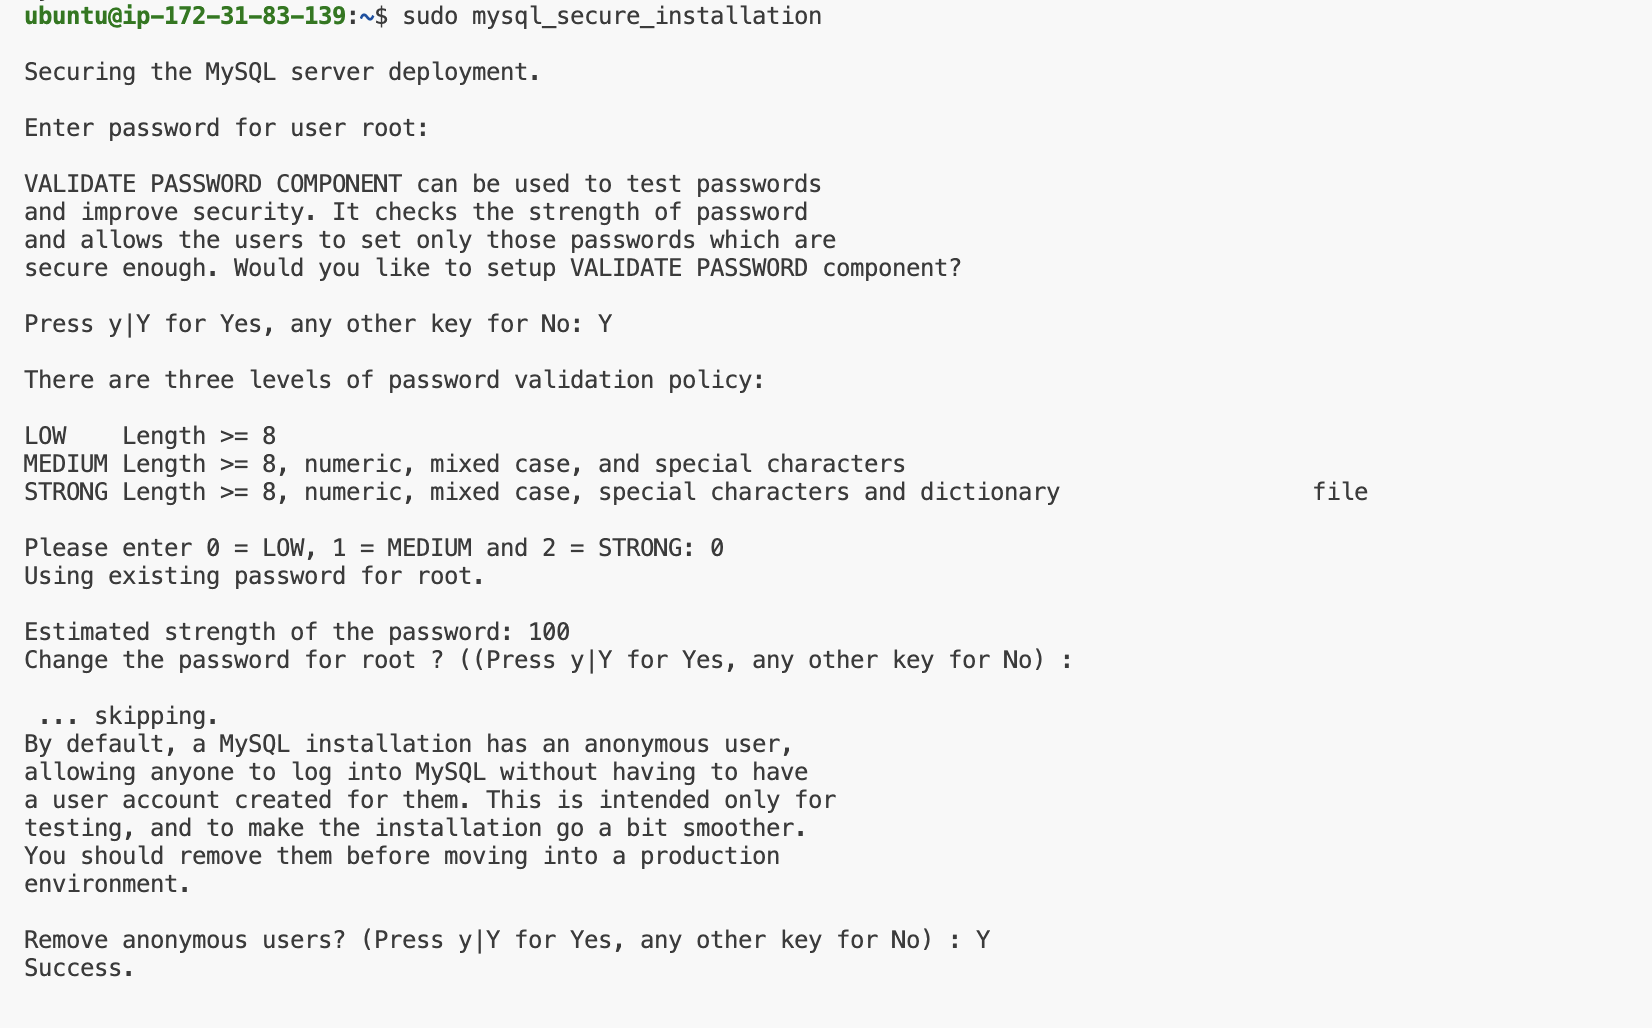 ubuntu@ip-172-31-83-139:~$ sudo mysql_secure_installation
Securing the MySQL server deployment.
Enter password for user root:
VALIDATE PASSWORD COMPONENT can be used to test passwords
and improve security. It checks the strength of password
and allows the users to set only those passwords which are
secure enough. Would you like to setup VALIDATE PASSWORD component?
Press y|Y for Yes, any other key for No: Y
There are three levels of password validation policy:
LOW    Length >= 8
MEDIUM Length >= 8, numeric, mixed case, and special characters
STRONG Length >= 8, numeric, mixed case, special characters and dictionary                  file
Please enter 0 = LOW, 1 = MEDIUM and 2 = STRONG: 0
Using existing password for root.
Estimated strength of the password: 100
Change the password for root ? ((Press y|Y for Yes, any other key for No) :
 ... skipping.
By default, a MySQL installation has an anonymous user,
allowing anyone to log into MySQL without having to have
a user account created for them. This is intended only for
testing, and to make the installation go a bit smoother.
You should remove them before moving into a production
environment.
Remove anonymous users? (Press y|Y for Yes, any other key for No) : Y
Success.